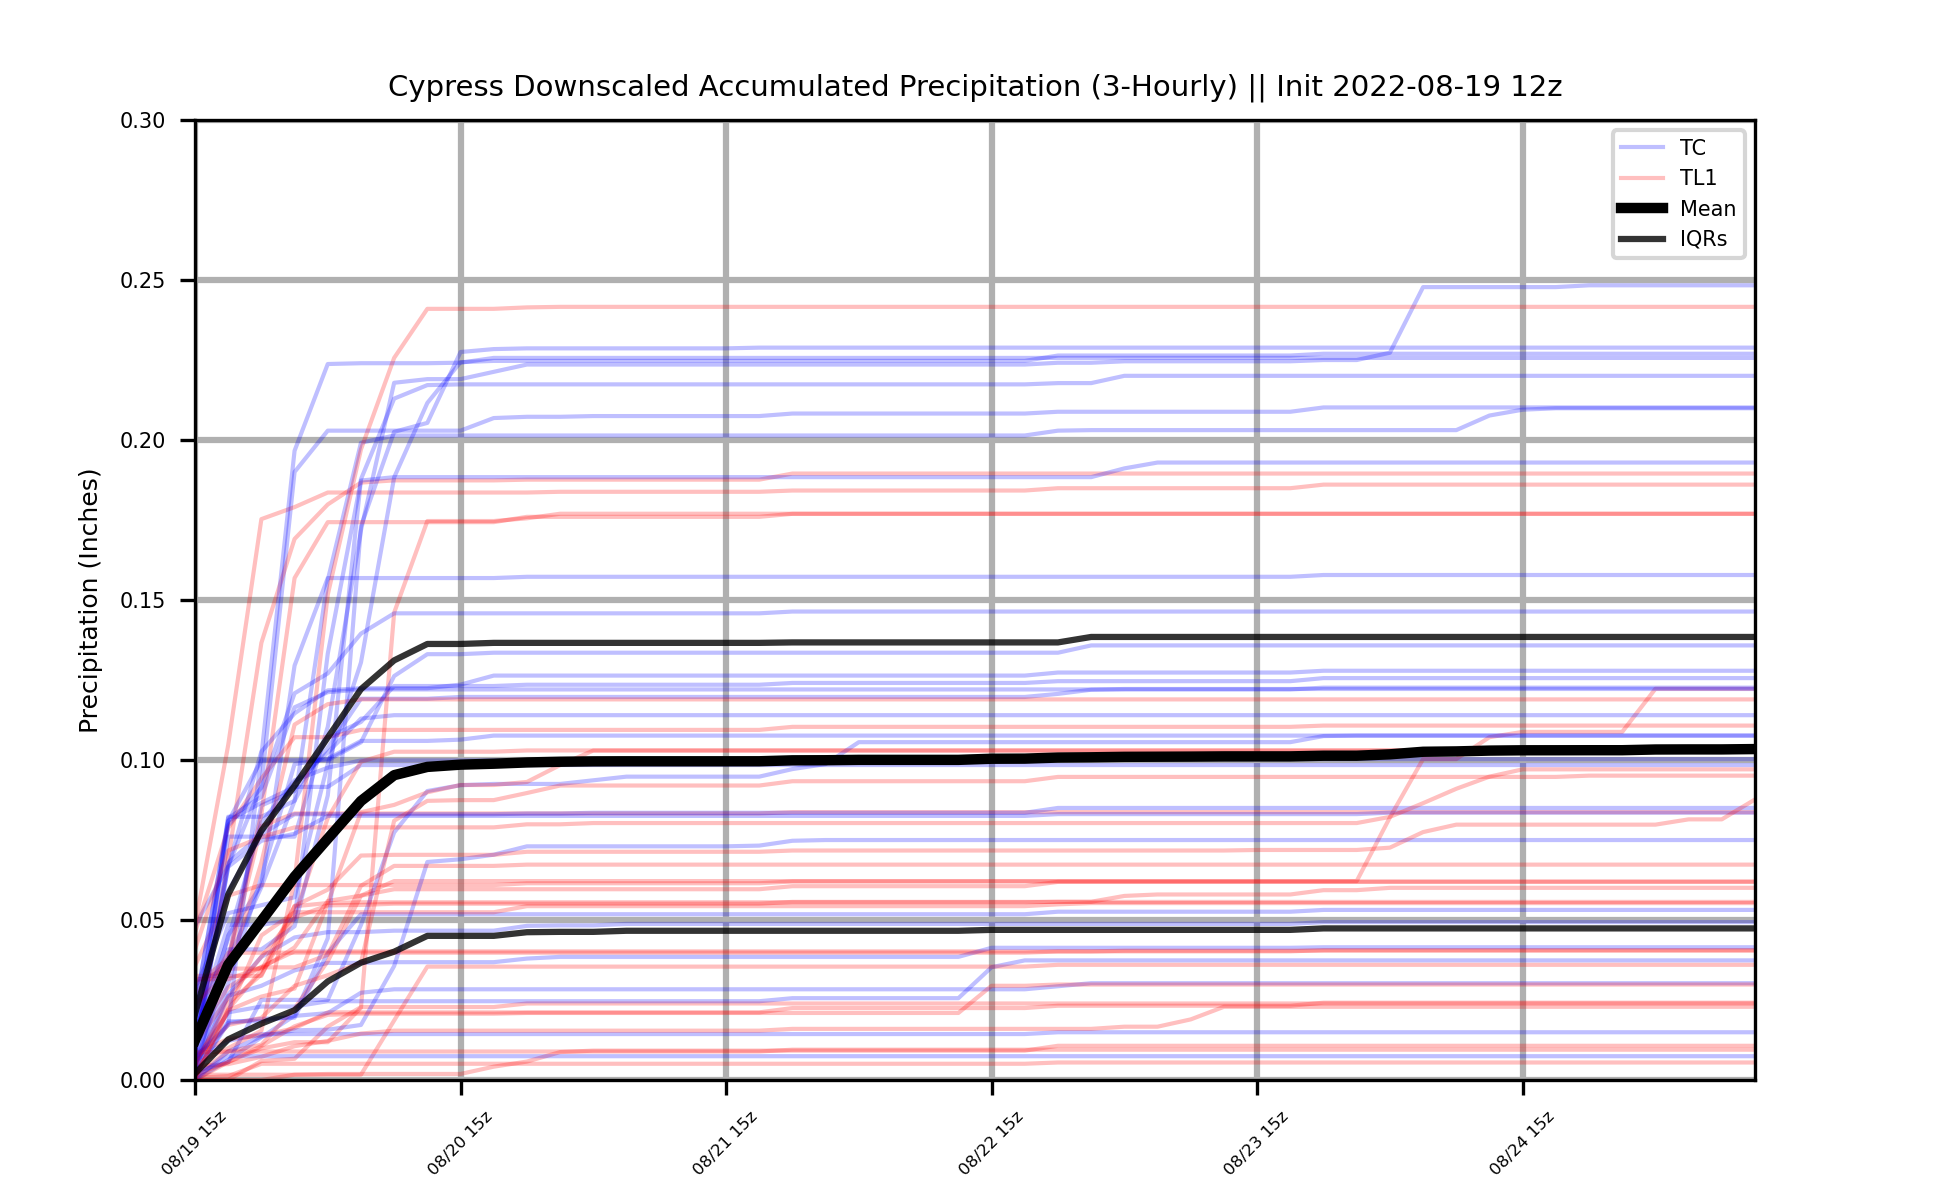 Cypress Downscaled Accumulated Precipitation (3-Hourly) || Init 2022-08-19 12z
Precipitation (Inches)
0.30
0.25
0.20
0.15
0.10
0.05
0.00
TC
TL1
Mean
IQRs
08/19 15z
08/20 15z
08/21 15z
08/22 15z
08/23 15z
08/24 15z